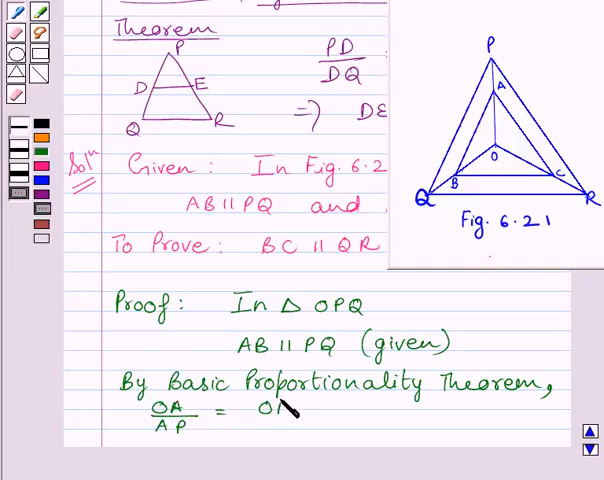 Theorem
P
D E
Q R
PD
DQ
=) DE
Solⁿ Given : In Fig. 6.2
AB || PQ and
To Prove : BC || QR
P
A
O
B C
Q R
Fig. 6.21
Proof : In △ OPQ
AB || PQ (given)
By Basic Proportionality Theorem,
OA
AP =